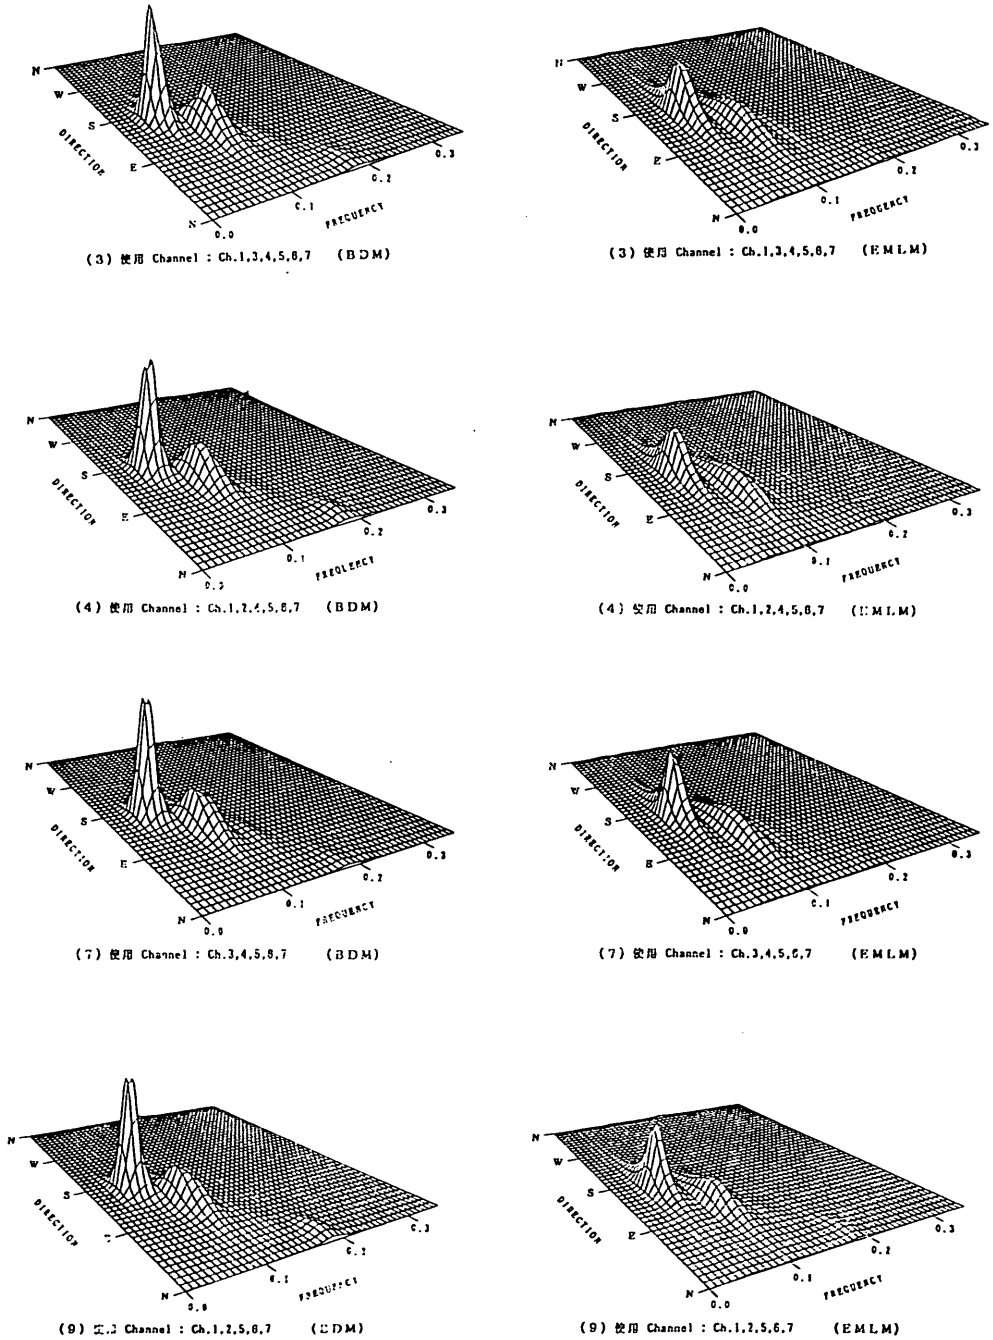 N
W
S
E
N
DIRECTION
0.0
0.1
0.2
0.3
FREQUENCY
(3) 使用 Channel : Ch.1,3,4,5,6,7 (BDM)
N
W
S
E
N
DIRECTION
0.0
0.1
0.2
0.3
FREQUENCY
(3) 使用 Channel : Ch.1,3,4,5,6,7 (EMLM)
N
W
S
E
N
DIRECTION
0.0
0.1
0.2
0.3
FREQUENCY
(4) 使用 Channel : Ch.1,2,4,5,6,7 (BDM)
N
W
S
E
N
DIRECTION
0.0
0.1
0.2
0.3
FREQUENCY
(4) 使用 Channel : Ch.1,2,4,5,6,7 (EMLM)
N
W
S
E
N
DIRECTION
0.0
0.1
0.2
0.3
FREQUENCY
(7) 使用 Channel : Ch.3,4,5,6,7 (BDM)
N
W
S
E
N
DIRECTION
0.0
0.1
0.2
0.3
FREQUENCY
(7) 使用 Channel : Ch.3,4,5,6,7 (EMLM)
N
W
S
N
DIRECTION
0.0
0.1
0.2
0.3
FREQUENCY
(9) 使用 Channel : Ch.1,2,5,6,7 (BDM)
N
W
S
E
N
DIRECTION
0.0
0.1
0.2
0.3
FREQUENCY
(9) 使用 Channel : Ch.1,2,5,6,7 (EMLM)